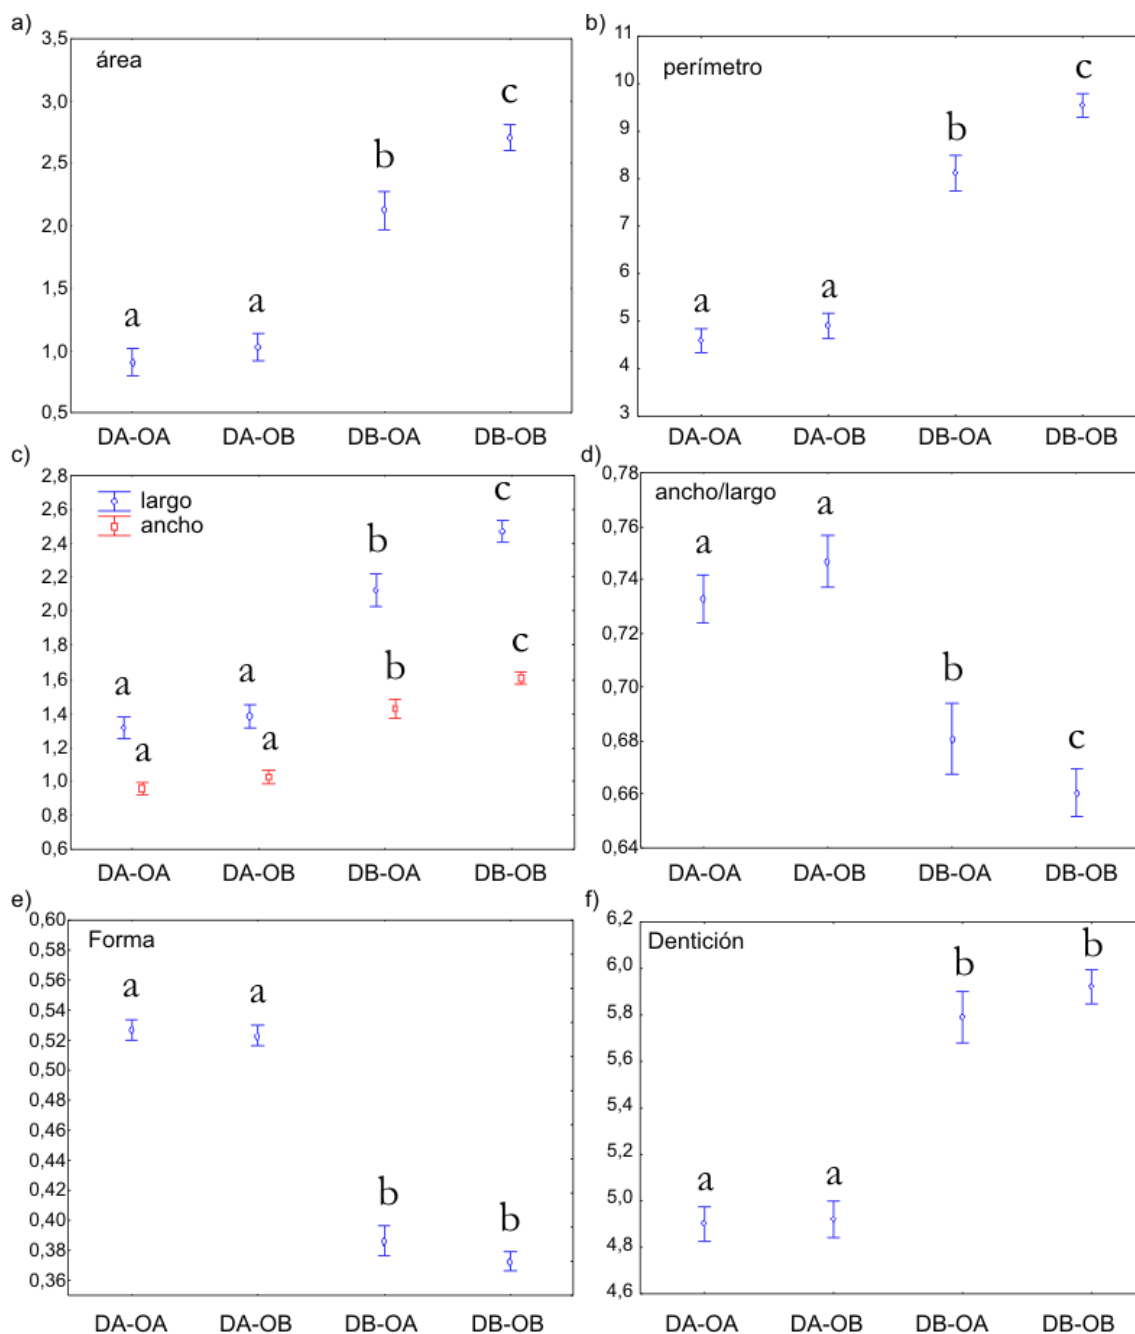 a)
área
3,5
3,0
2,5
2,0
1,5
1,0
0,5
a
a
b
c
DA-OA DA-OB DB-OA DB-OB
b)
perímetro
11
10
9
8
7
6
5
4
3
a
a
b
c
DA-OA DA-OB DB-OA DB-OB
c)
largo
ancho
2,8
2,6
2,4
2,2
2,0
1,8
1,6
1,4
1,2
1,0
0,8
0,6
a
a
b
c
a
a
b
c
DA-OA DA-OB DB-OA DB-OB
d)
ancho/largo
0,78
0,76
0,74
0,72
0,70
0,68
0,66
0,64
a
a
b
c
DA-OA DA-OB DB-OA DB-OB
e)
Forma
0,60
0,58
0,56
0,54
0,52
0,50
0,48
0,46
0,44
0,42
0,40
0,38
0,36
a
a
b
b
DA-OA DA-OB DB-OA DB-OB
f)
Dentición
6,2
6,0
5,8
5,6
5,4
5,2
5,0
4,8
4,6
a
a
b
b
DA-OA DA-OB DB-OA DB-OB